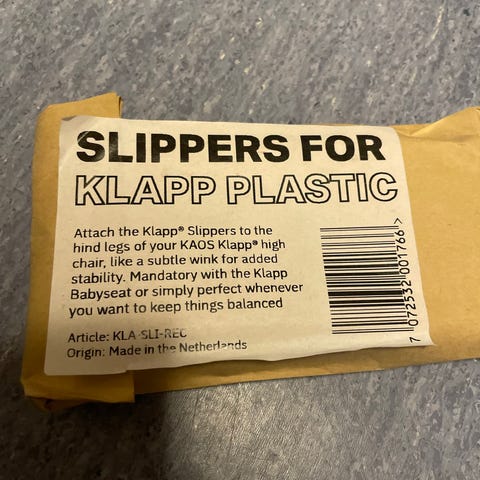 SLIPPERS FOR
KLAPP PLASTIC
Attach the Klapp® Slippers to the
hind legs of your KAOS Klapp® high
chair, like a subtle wink for added
stability. Mandatory with the Klapp
Babyseat or simply perfect whenever
you want to keep things balanced
Article: KLA-SLI-REC
Origin: Made in the Netherlands
7 072532 001766 >